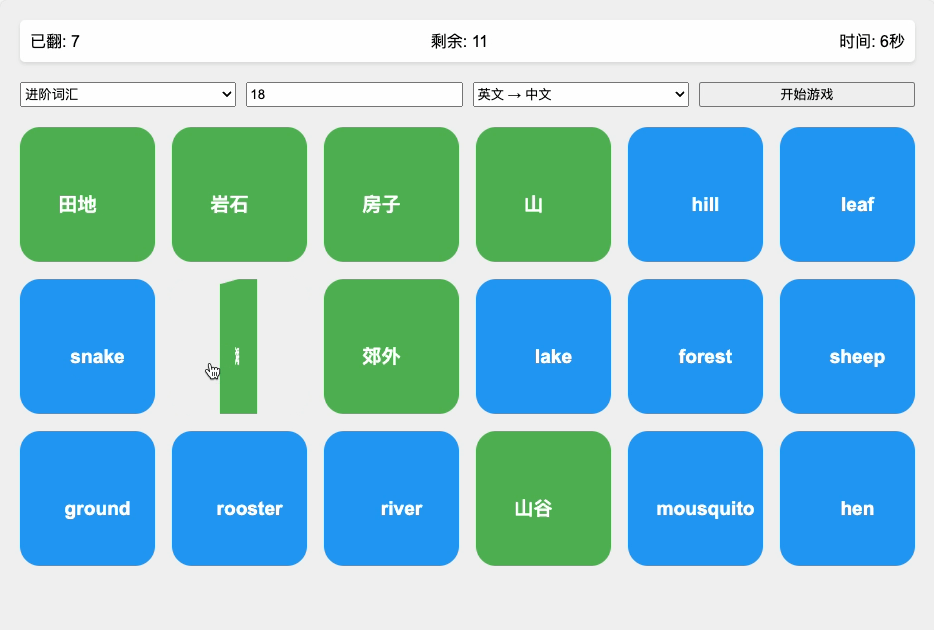 已翻: 7
剩余: 11
时间: 6秒
进阶词汇
18
英文 → 中文
开始游戏
田地
岩石
房子
山
hill
leaf
snake
郊外
lake
forest
sheep
ground
rooster
river
山谷
mosquito
hen